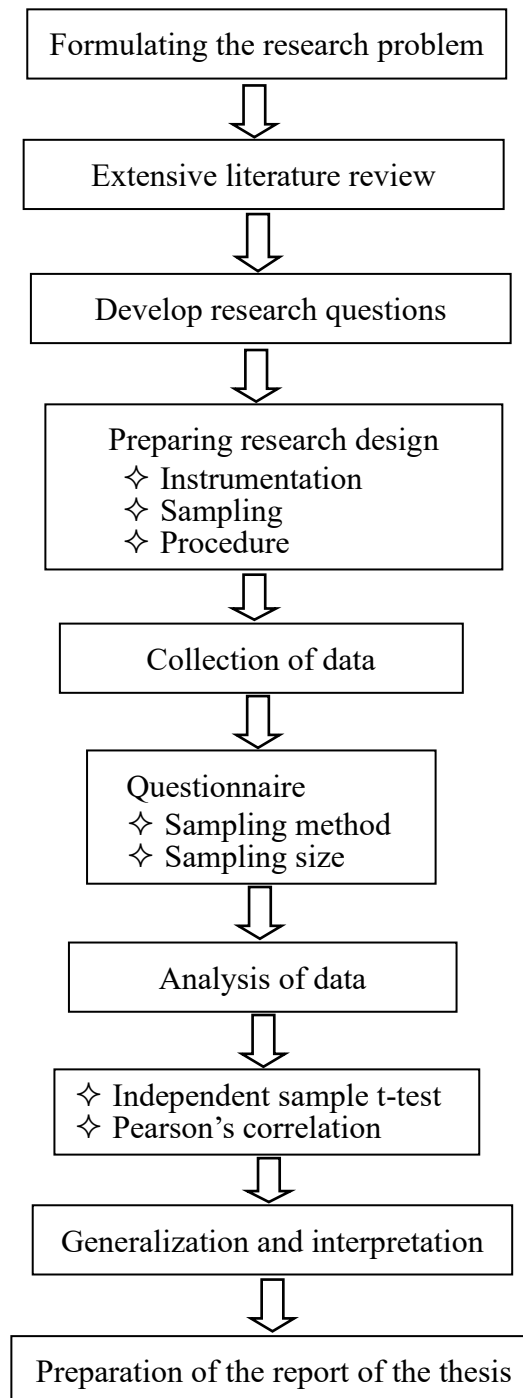 Formulating the research problem
Extensive literature review
Develop research questions
Preparing research design
✧ Instrumentation
✧ Sampling
✧ Procedure
Collection of data
Questionnaire
✧ Sampling method
✧ Sampling size
Analysis of data
✧ Independent sample t-test
✧ Pearson’s correlation
Generalization and interpretation
Preparation of the report of the thesis